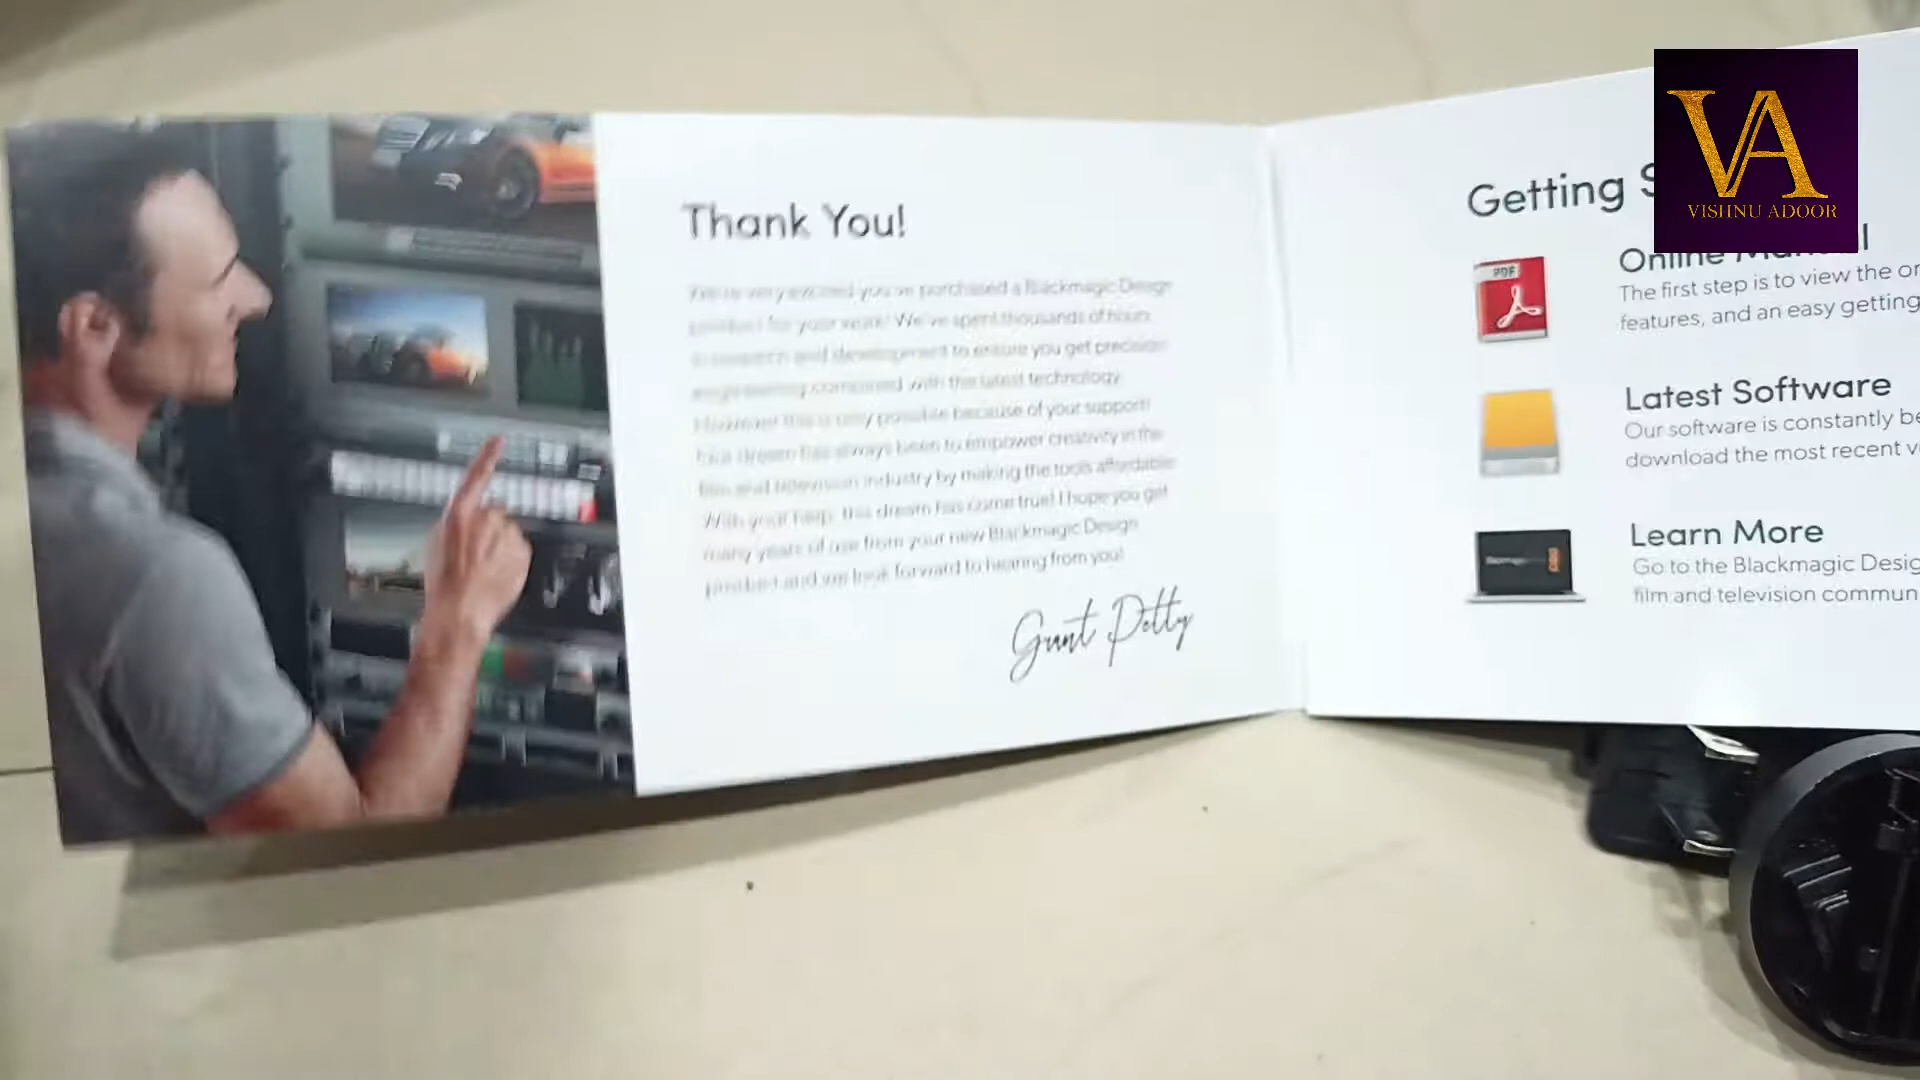 Thank You!
We're very excited you've purchased a Blackmagic Design
product for your work! We've spent thousands of hours
in research and development to ensure you get precision
engineering combined with the latest technology.
However this is only possible because of your support!
Our dream has always been to empower creativity in the
film and television industry by making the tools affordable.
With your help, this dream has come true! I hope you get
many years of use from your new Blackmagic Design
product and we look forward to hearing from you!
Grant Petty
Getting
PDF
Online
The first step is to view the
features, and an easy getting
Latest Software
Our software is constantly
download the most recent
Learn More
Go to the Blackmagic
film and television
VA
VISHNU ADOOR